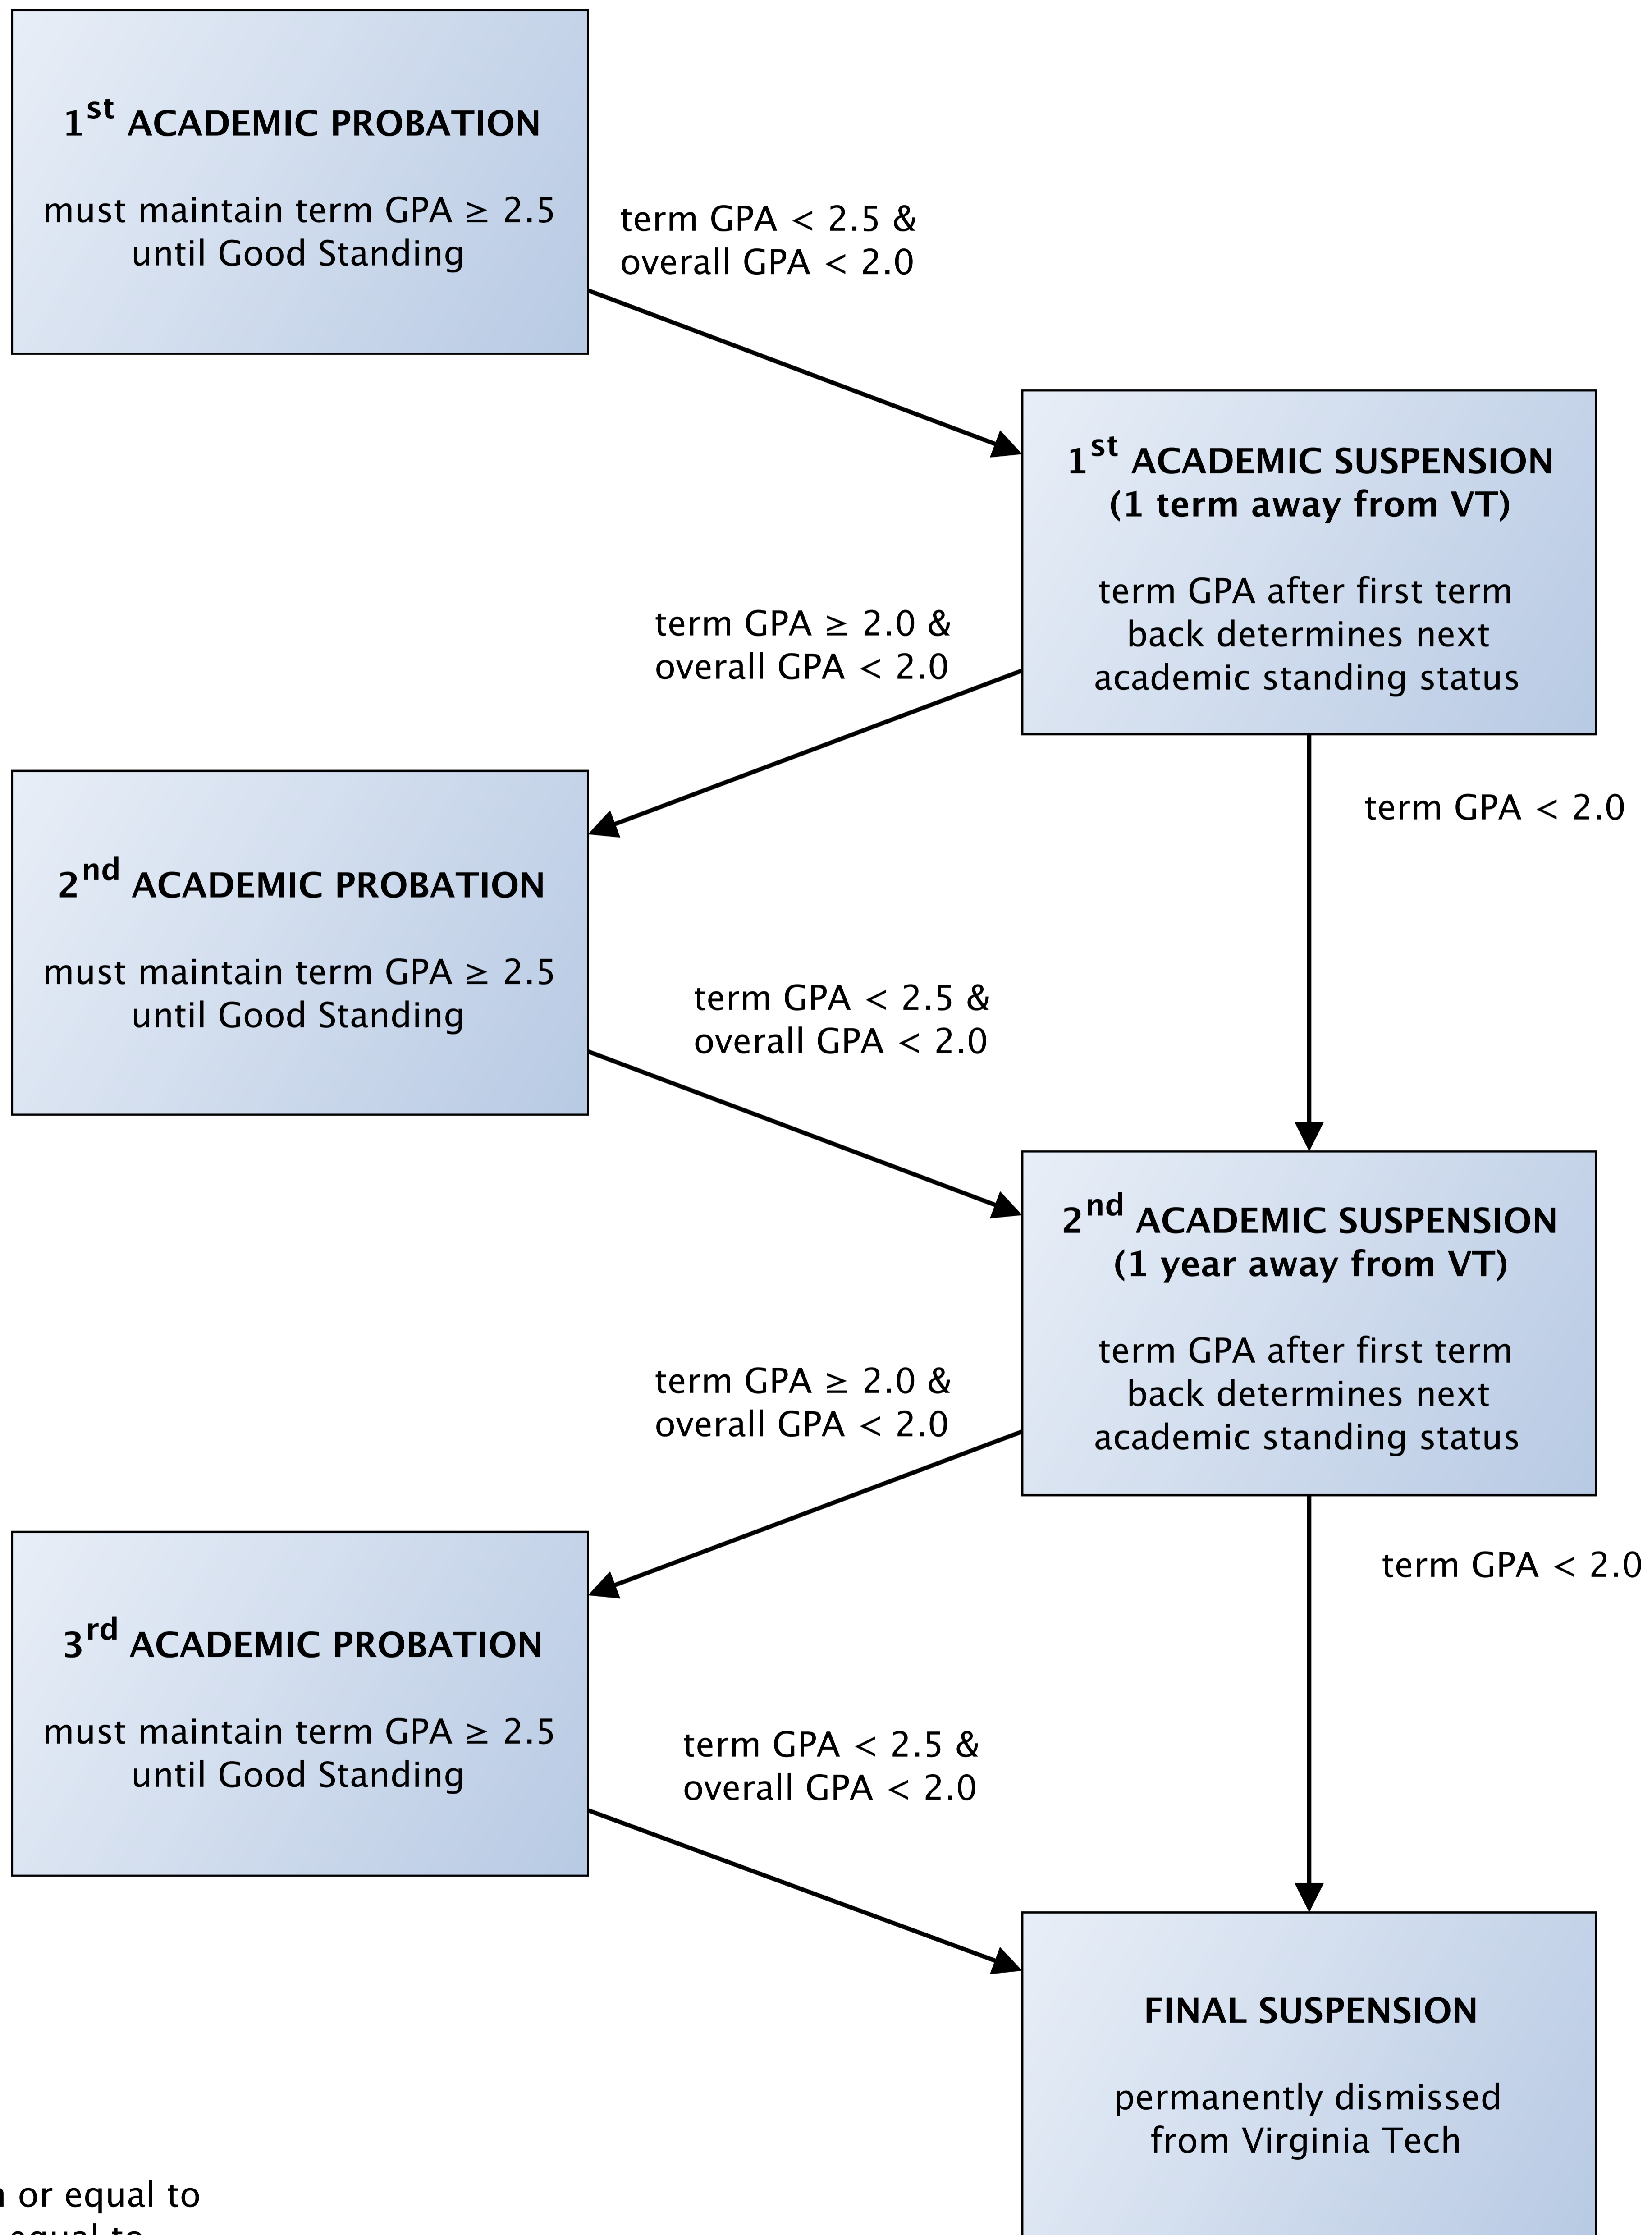 1st ACADEMIC PROBATION
must maintain term GPA ≥ 2.5
until Good Standing
term GPA < 2.5 &
overall GPA < 2.0
1st ACADEMIC SUSPENSION
(1 term away from VT)
term GPA after first term
back determines next
academic standing status
term GPA ≥ 2.0 &
overall GPA < 2.0
term GPA < 2.0
2nd ACADEMIC PROBATION
must maintain term GPA ≥ 2.5
until Good Standing
term GPA < 2.5 &
overall GPA < 2.0
2nd ACADEMIC SUSPENSION
(1 year away from VT)
term GPA after first term
back determines next
academic standing status
term GPA ≥ 2.0 &
overall GPA < 2.0
term GPA < 2.0
3rd ACADEMIC PROBATION
must maintain term GPA ≥ 2.5
until Good Standing
term GPA < 2.5 &
overall GPA < 2.0
FINAL SUSPENSION
permanently dismissed
from Virginia Tech
or equal to
equal to